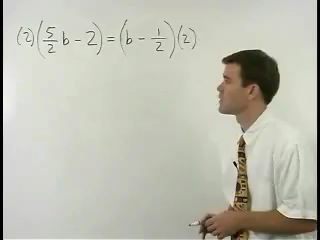 (2)(5/2 b - 2) = (b - 1/2)(2)